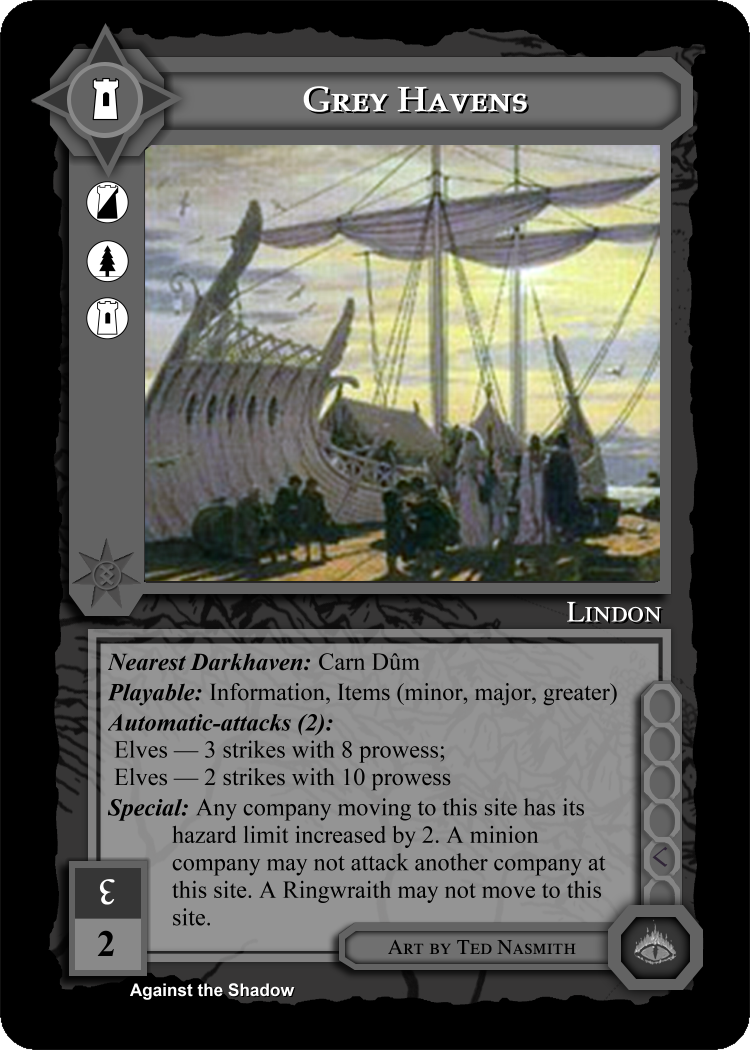 Grey Havens
Lindon
Nearest Darkhaven: Carn Dûm
Playable: Information, Items (minor, major, greater)
Automatic-attacks (2):
Elves — 3 strikes with 8 prowess;
Elves — 2 strikes with 10 prowess
Special: Any company moving to this site has its
hazard limit increased by 2. A minion
company may not attack another company at
this site. A Ringwraith may not move to this
site.
2
Art by Ted Nasmith
Against the Shadow